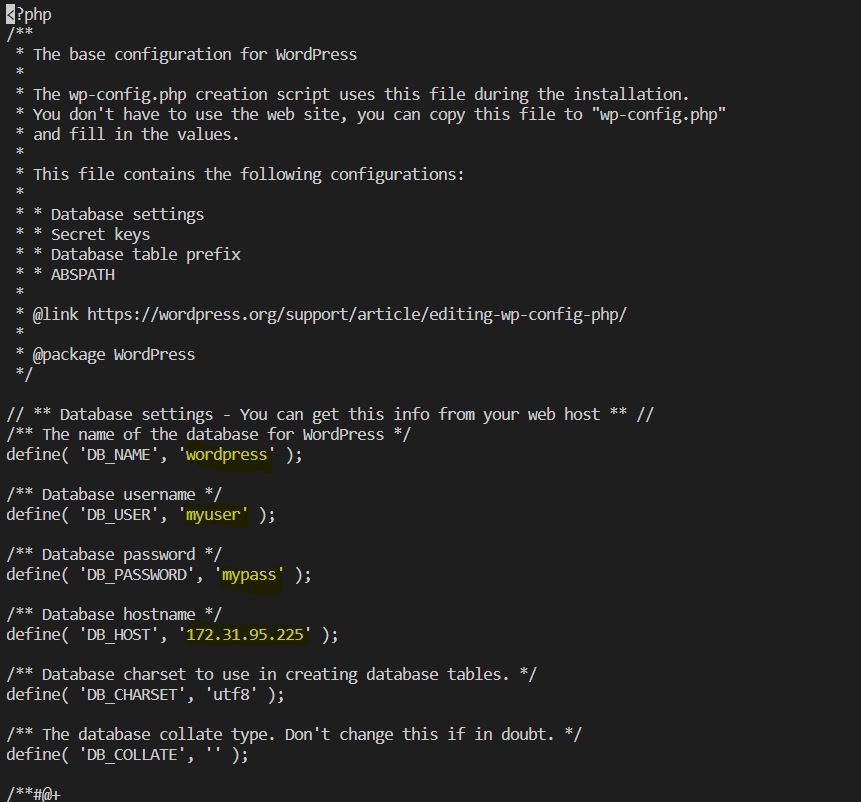 <?php
/**
 * The base configuration for WordPress
 *
 * The wp-config.php creation script uses this file during the installation.
 * You don't have to use the web site, you can copy this file to "wp-config.php"
 * and fill in the values.
 *
 * This file contains the following configurations:
 *
 * * Database settings
 * * Secret keys
 * * Database table prefix
 * * ABSPATH
 *
 * @link https://wordpress.org/support/article/editing-wp-config-php/
 *
 * @package WordPress
 */

// ** Database settings - You can get this info from your web host ** //
/** The name of the database for WordPress */
define( 'DB_NAME', 'wordpress' );

/** Database username */
define( 'DB_USER', 'myuser' );

/** Database password */
define( 'DB_PASSWORD', 'mypass' );

/** Database hostname */
define( 'DB_HOST', '172.31.95.225' );

/** Database charset to use in creating database tables. */
define( 'DB_CHARSET', 'utf8' );

/** The database collate type. Don't change this if in doubt. */
define( 'DB_COLLATE', '' );

/**#@+